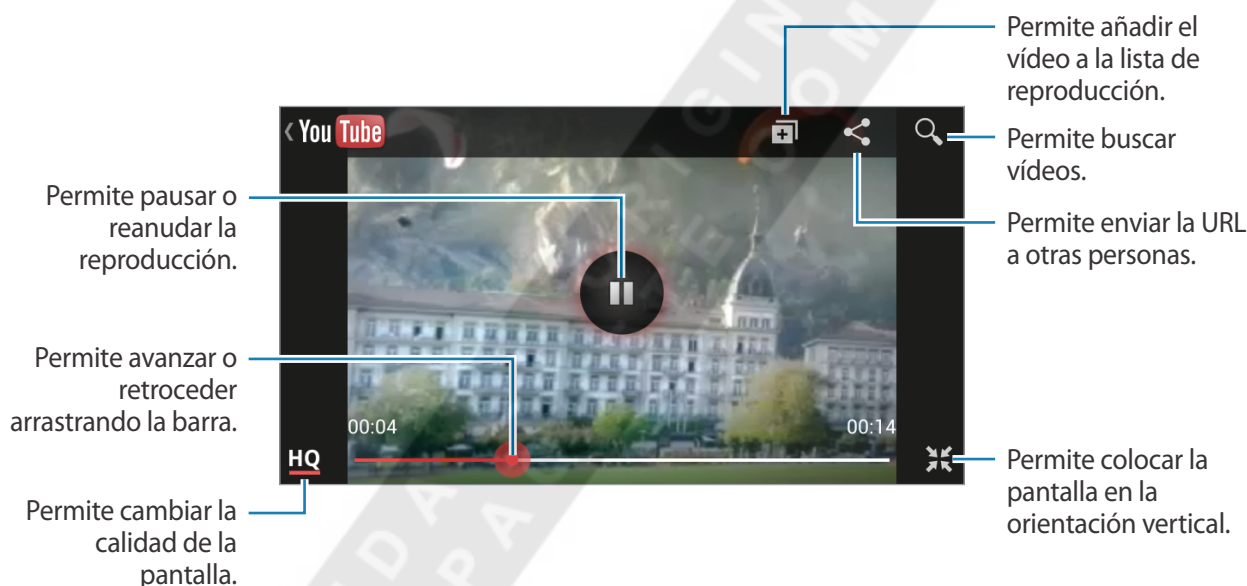 Permite añadir el
vídeo a la lista de
reproducción.
You Tube
Permite buscar
vídeos.
Permite pausar o
reanudar la
reproducción.
Permite enviar la URL
a otras personas.
Permite avanzar o
retroceder
arrastrando la barra.
00:04
00:14
HQ
Permite colocar la
pantalla en la
orientación vertical.
Permite cambiar la
calidad de la
pantalla.